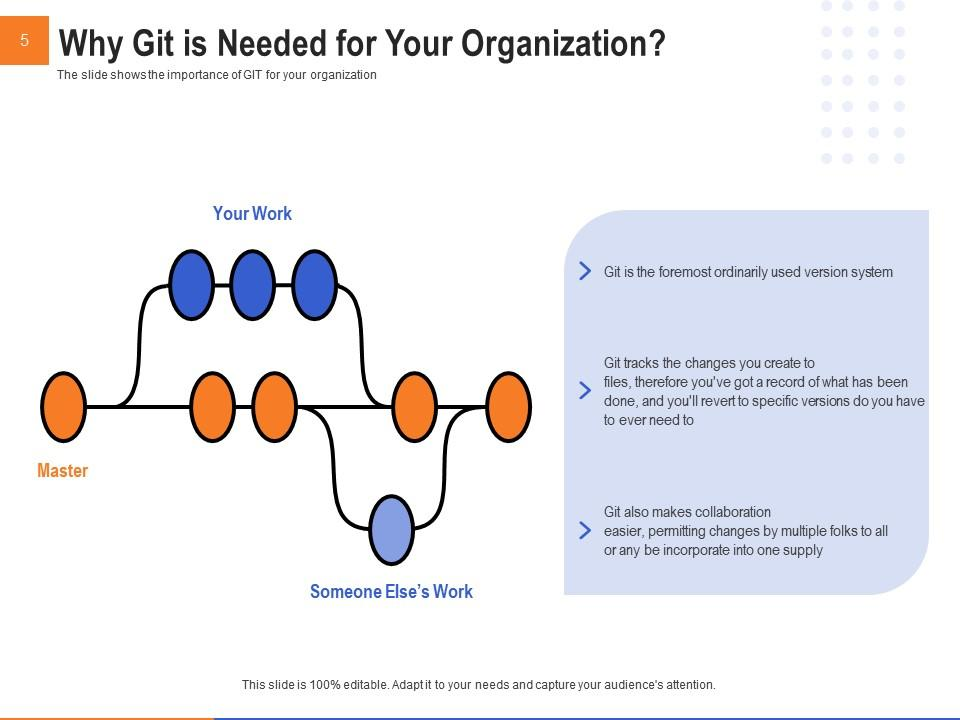 5
Why Git is Needed for Your Organization?
The slide shows the importance of GIT for your organization
Your Work
Master
Someone Else's Work
Git is the foremost ordinarily used version system
Git tracks the changes you create to
files, therefore you've got a record of what has been
done, and you'll revert to specific versions do you have
to ever need to
Git also makes collaboration
easier, permitting changes by multiple folks to all
or any be incorporate into one supply
This slide is 100% editable. Adapt it to your needs and capture your audience's attention.